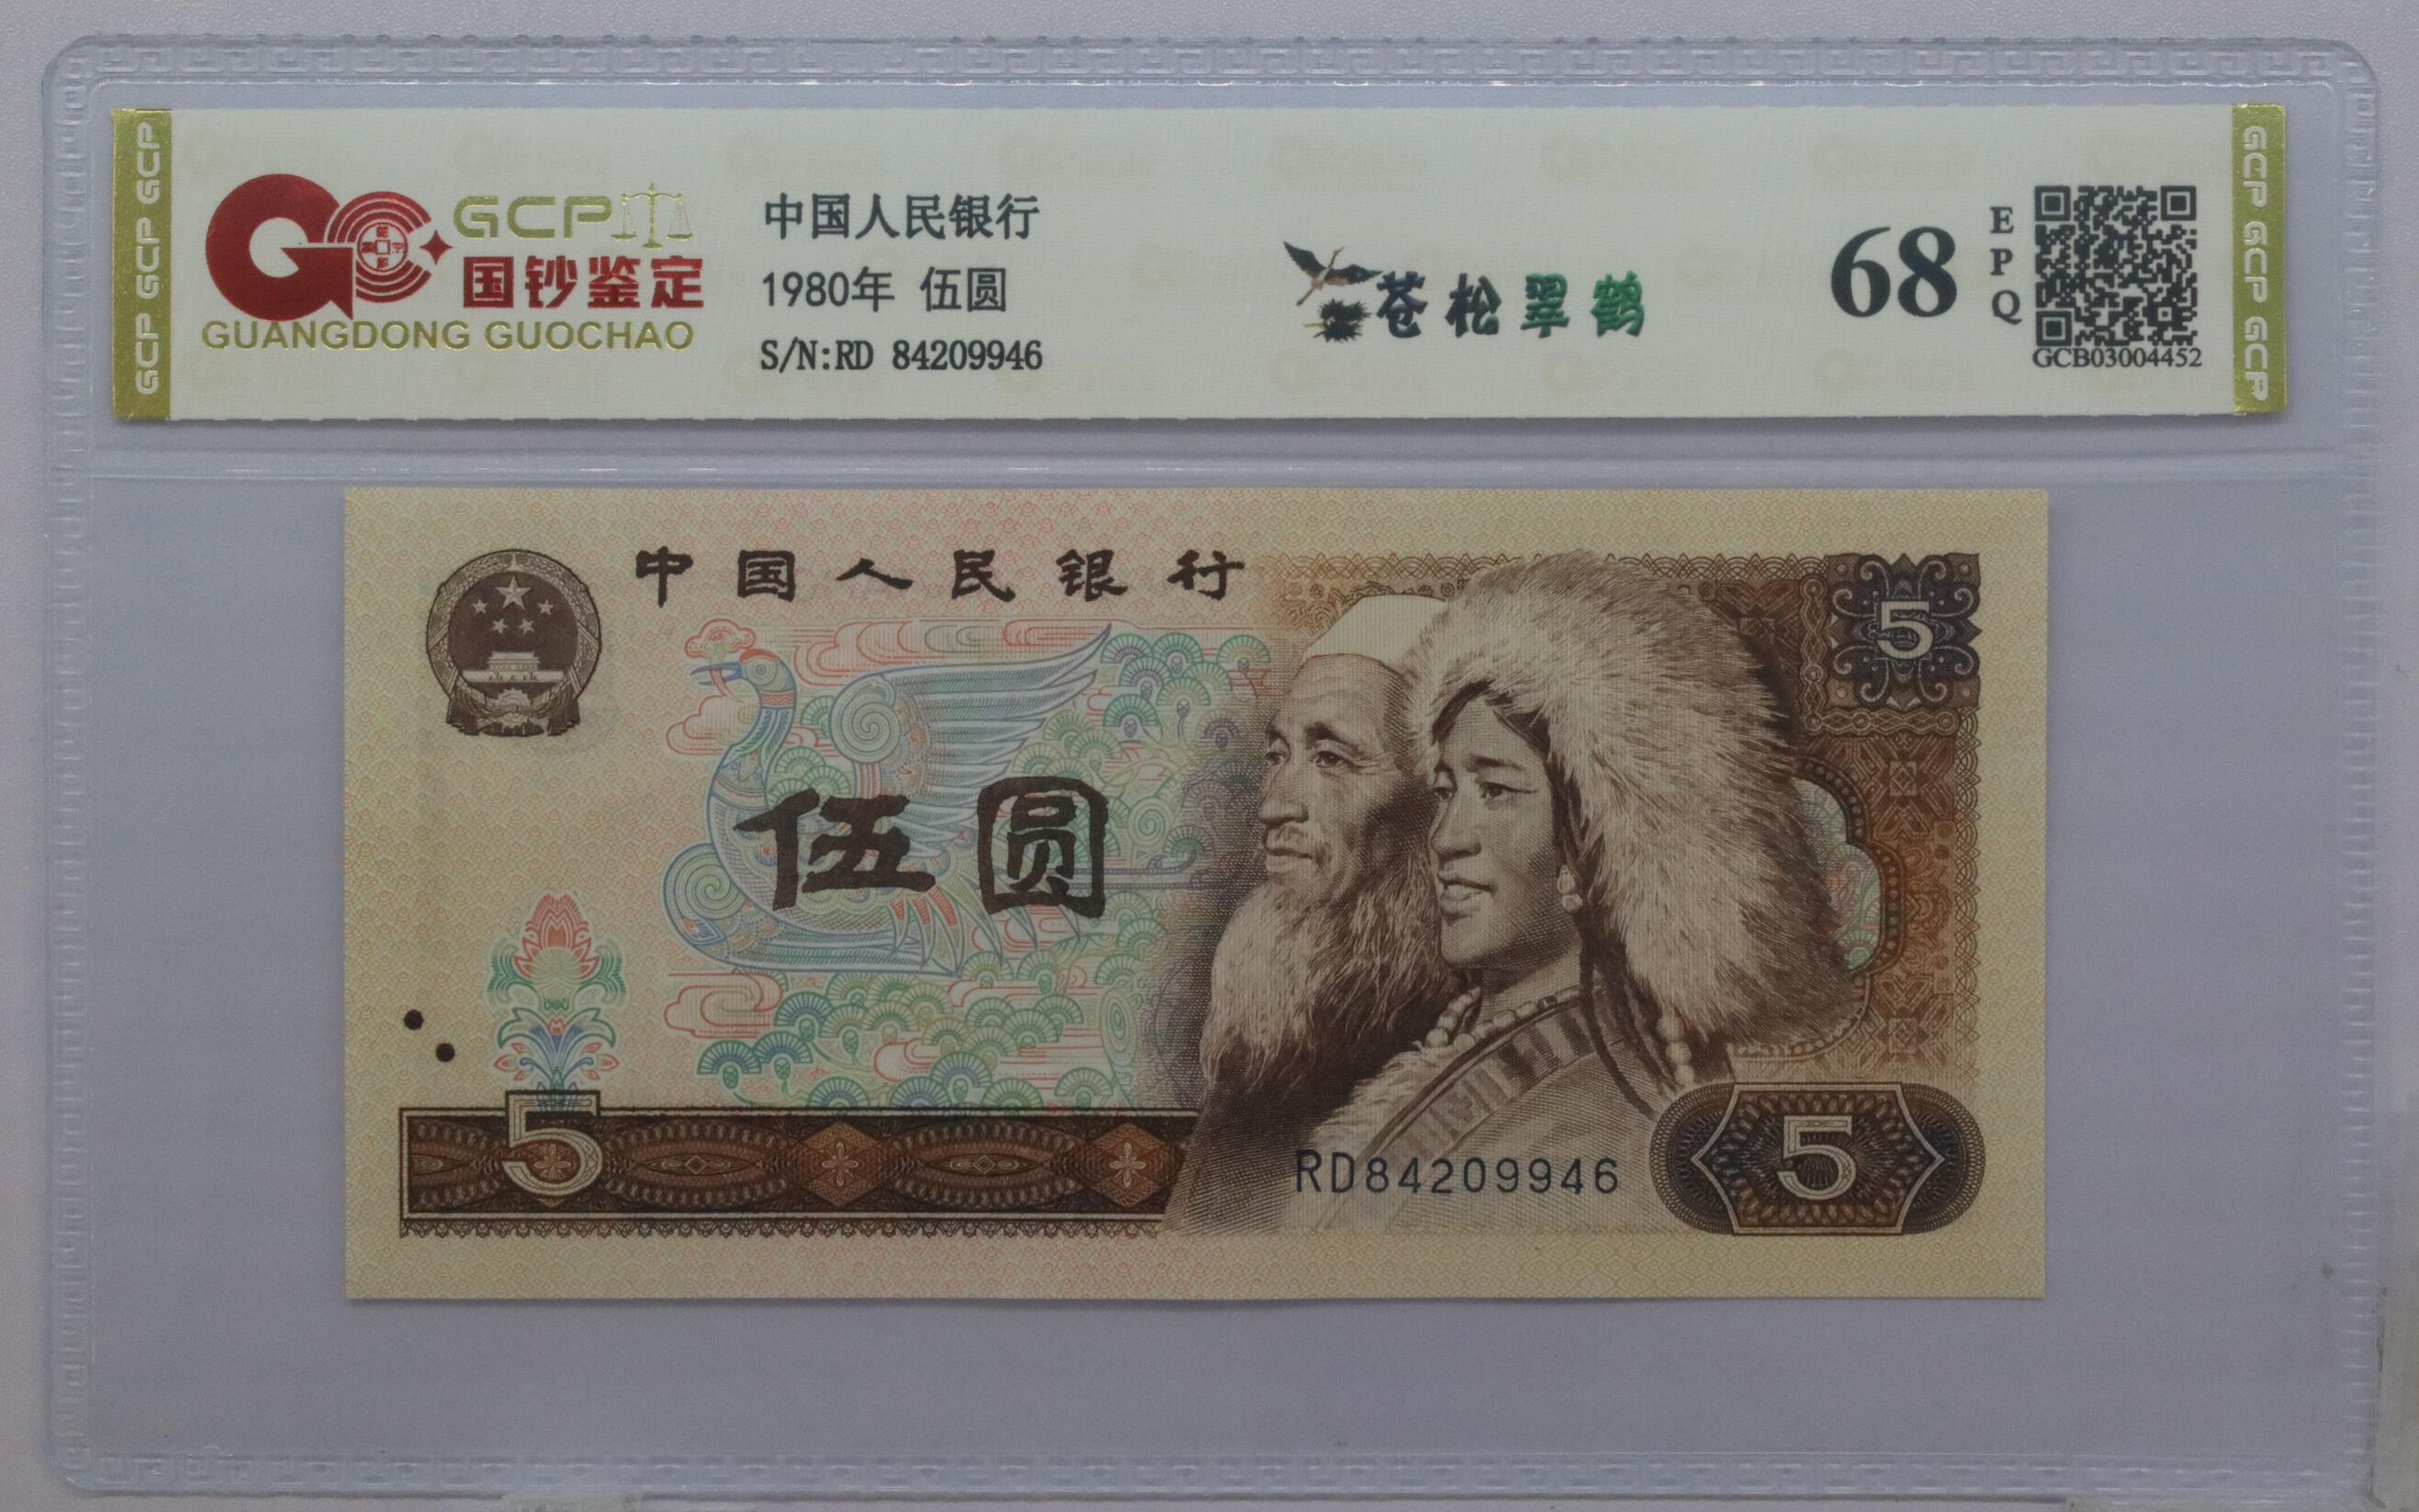 GCP GCP GCP
GCP
国钞鉴定
GUANGDONG GUOCHAO
中国人民银行
1980年 伍圆
S/N:RD 84209946
苍松翠鹤
68
EPQ
GCB03004452
GCP GCP GCP
中国人民银行
5
伍圆
5
RD84209946
5